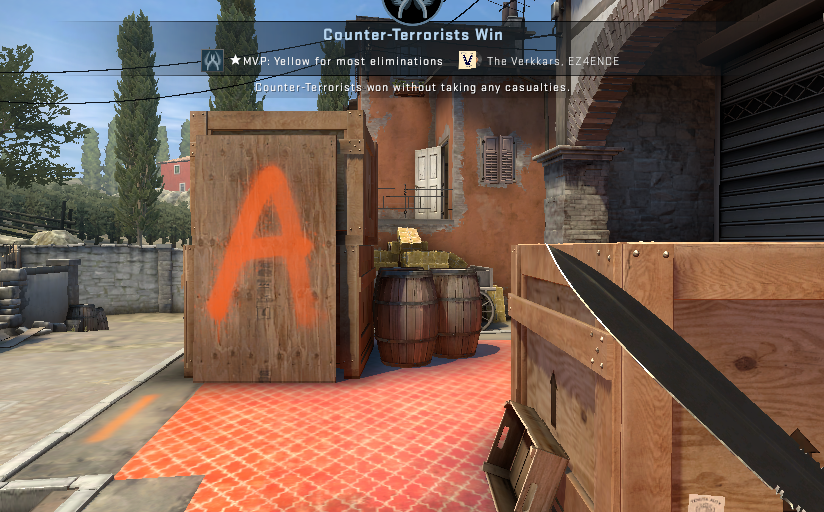 Counter-Terrorists Win
★MVP: Yellow for most eliminations The Verkkars, EZ4ENCE
Counter-Terrorists won without taking any casualties.
A